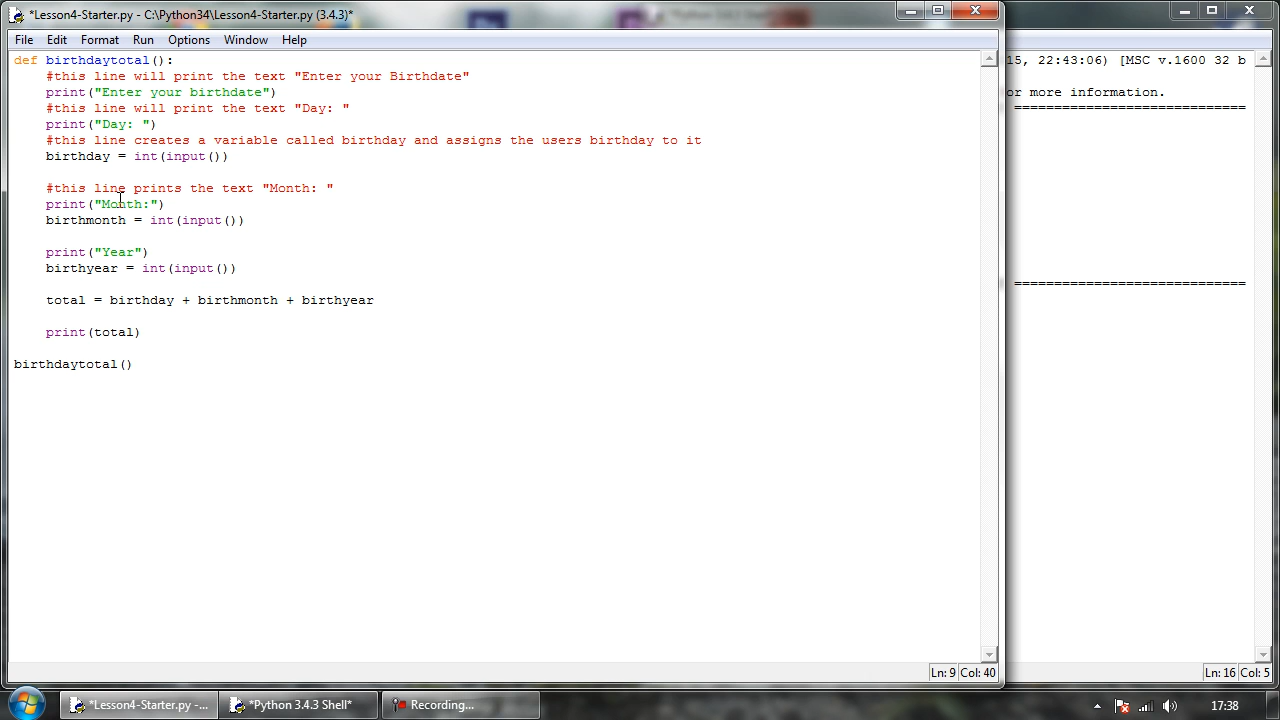 *Lesson4-Starter.py - C:\Python34\Lesson4-Starter.py (3.4.3)*
File Edit Format Run Options Window Help
def birthdaytotal():
    #this line will print the text "Enter your Birthdate"
    print("Enter your birthdate")
    #this line will print the text "Day: "
    print("Day: ")
    #this line creates a variable called birthday and assigns the users birthday to it
    birthday = int(input())
    #this line prints the text "Month: "
    print("Month:")
    birthmonth = int(input())
    print("Year")
    birthyear = int(input())
    total = birthday + birthmonth + birthyear
    print(total)
birthdaytotal()
Ln: 9 Col: 40
15, 22:43:06) [MSC v.1600 32 b
or more information.
=============================
=============================
Ln: 16 Col: 5
*Lesson4-Starter.py -...
*Python 3.4.3 Shell*
Recording...
17:38